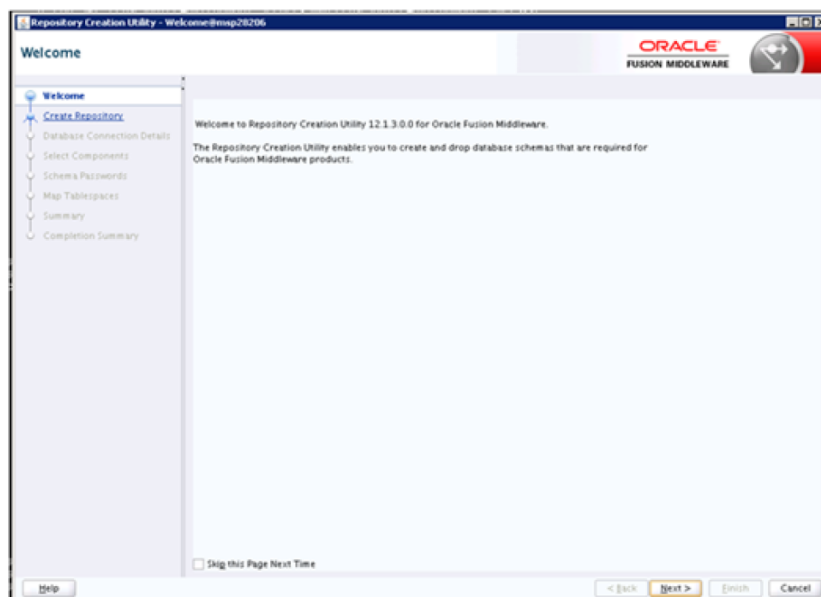 Repository Creation Utility - Welcome@msp28206
Welcome
ORACLE
FUSION MIDDLEWARE
Welcome
Create Repository
Database Connection Details
Select Components
Schema Passwords
Map Tablespaces
Summary
Completion Summary
Welcome to Repository Creation Utility 12.1.3.0.0 for Oracle Fusion Middleware.
The Repository Creation Utility enables you to create and drop database schemas that are required for
Oracle Fusion Middleware products.
Skip this Page Next Time
Help
< Back
Next >
Finish
Cancel